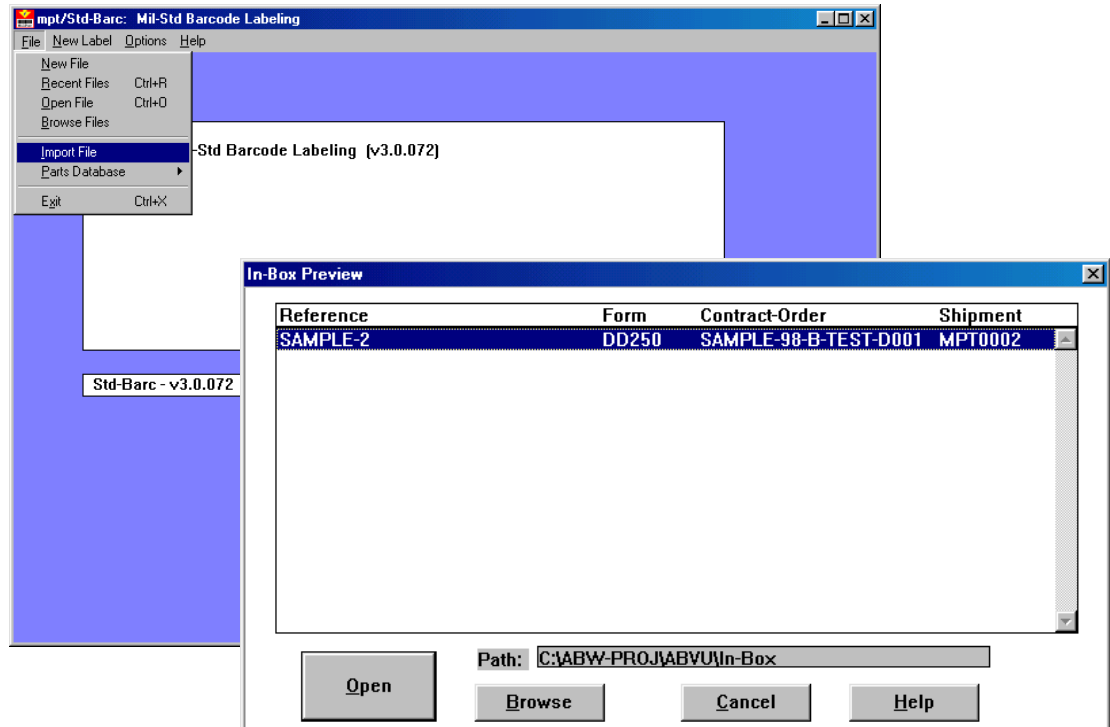 mpt/Std-Barc: Mil-Std Barcode Labeling
File New Label Options Help
New File
Recent Files Ctrl+R
Open File Ctrl+O
Browse Files
Import File
Parts Database
Exit Ctrl+X
-Std Barcode Labeling (v3.0.072)
Std-Barc - v3.0.072
In-Box Preview
Reference Form Contract-Order Shipment
SAMPLE-2 DD250 SAMPLE-98-B-TEST-D001 MPT0002
Path: C:\ABW-PROJ\ABVU\In-Box
Open Browse Cancel Help